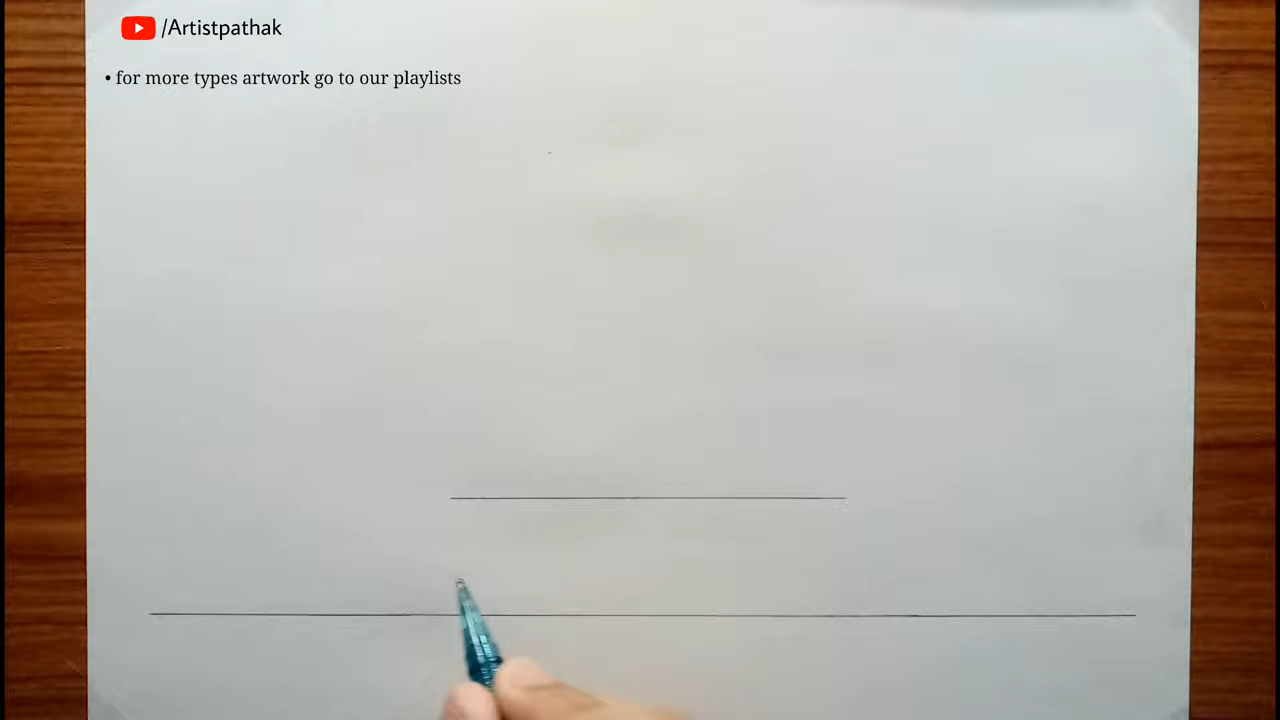 /Artistpathak
• for more types artwork go to our playlists